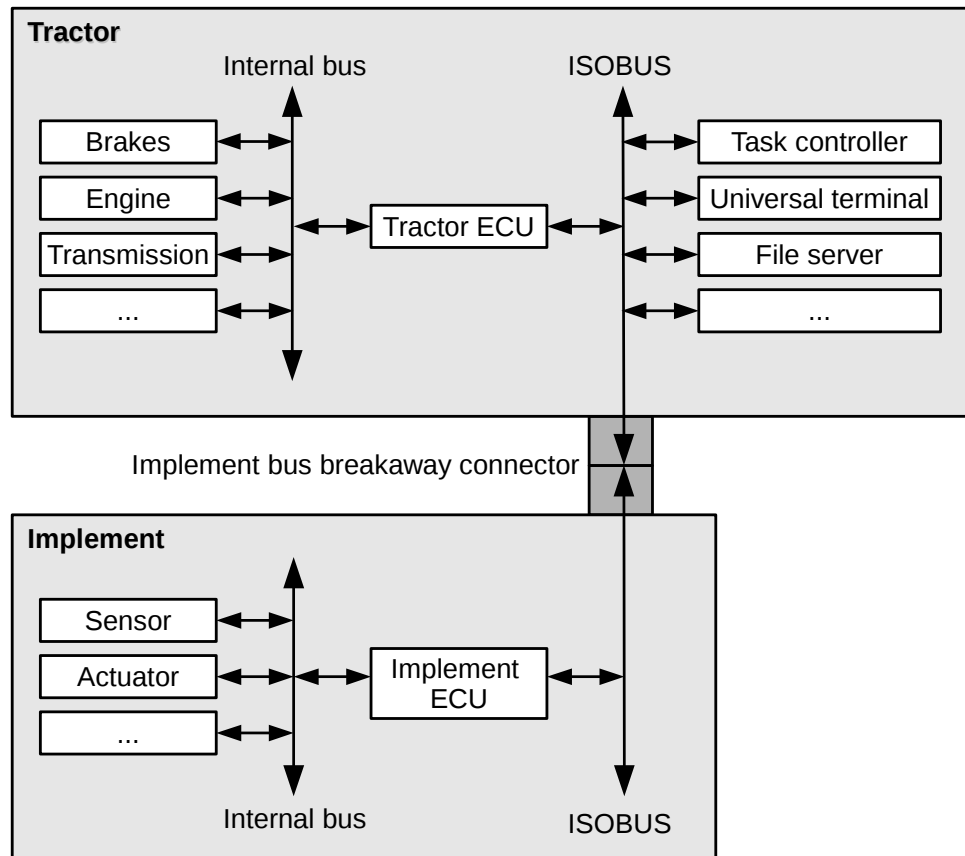 Tractor
Internal bus
ISOBUS
Brakes
Engine
Transmission
...
Tractor ECU
Task controller
Universal terminal
File server
...
Implement bus breakaway connector
Implement
Sensor
Actuator
...
Implement
ECU
Internal bus
ISOBUS